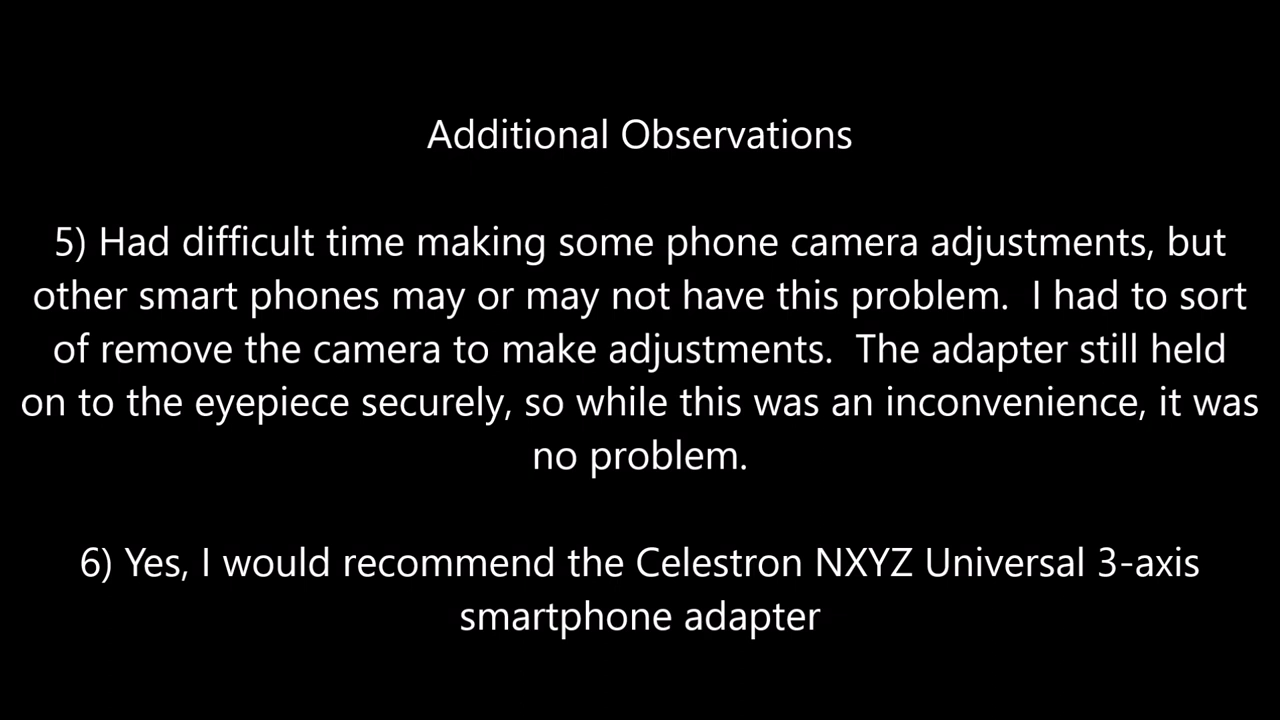 Additional Observations
5) Had difficult time making some phone camera adjustments, but
other smart phones may or may not have this problem.  I had to sort
of remove the camera to make adjustments.  The adapter still held
on to the eyepiece securely, so while this was an inconvenience, it was
no problem.
6) Yes, I would recommend the Celestron NXYZ Universal 3-axis
smartphone adapter